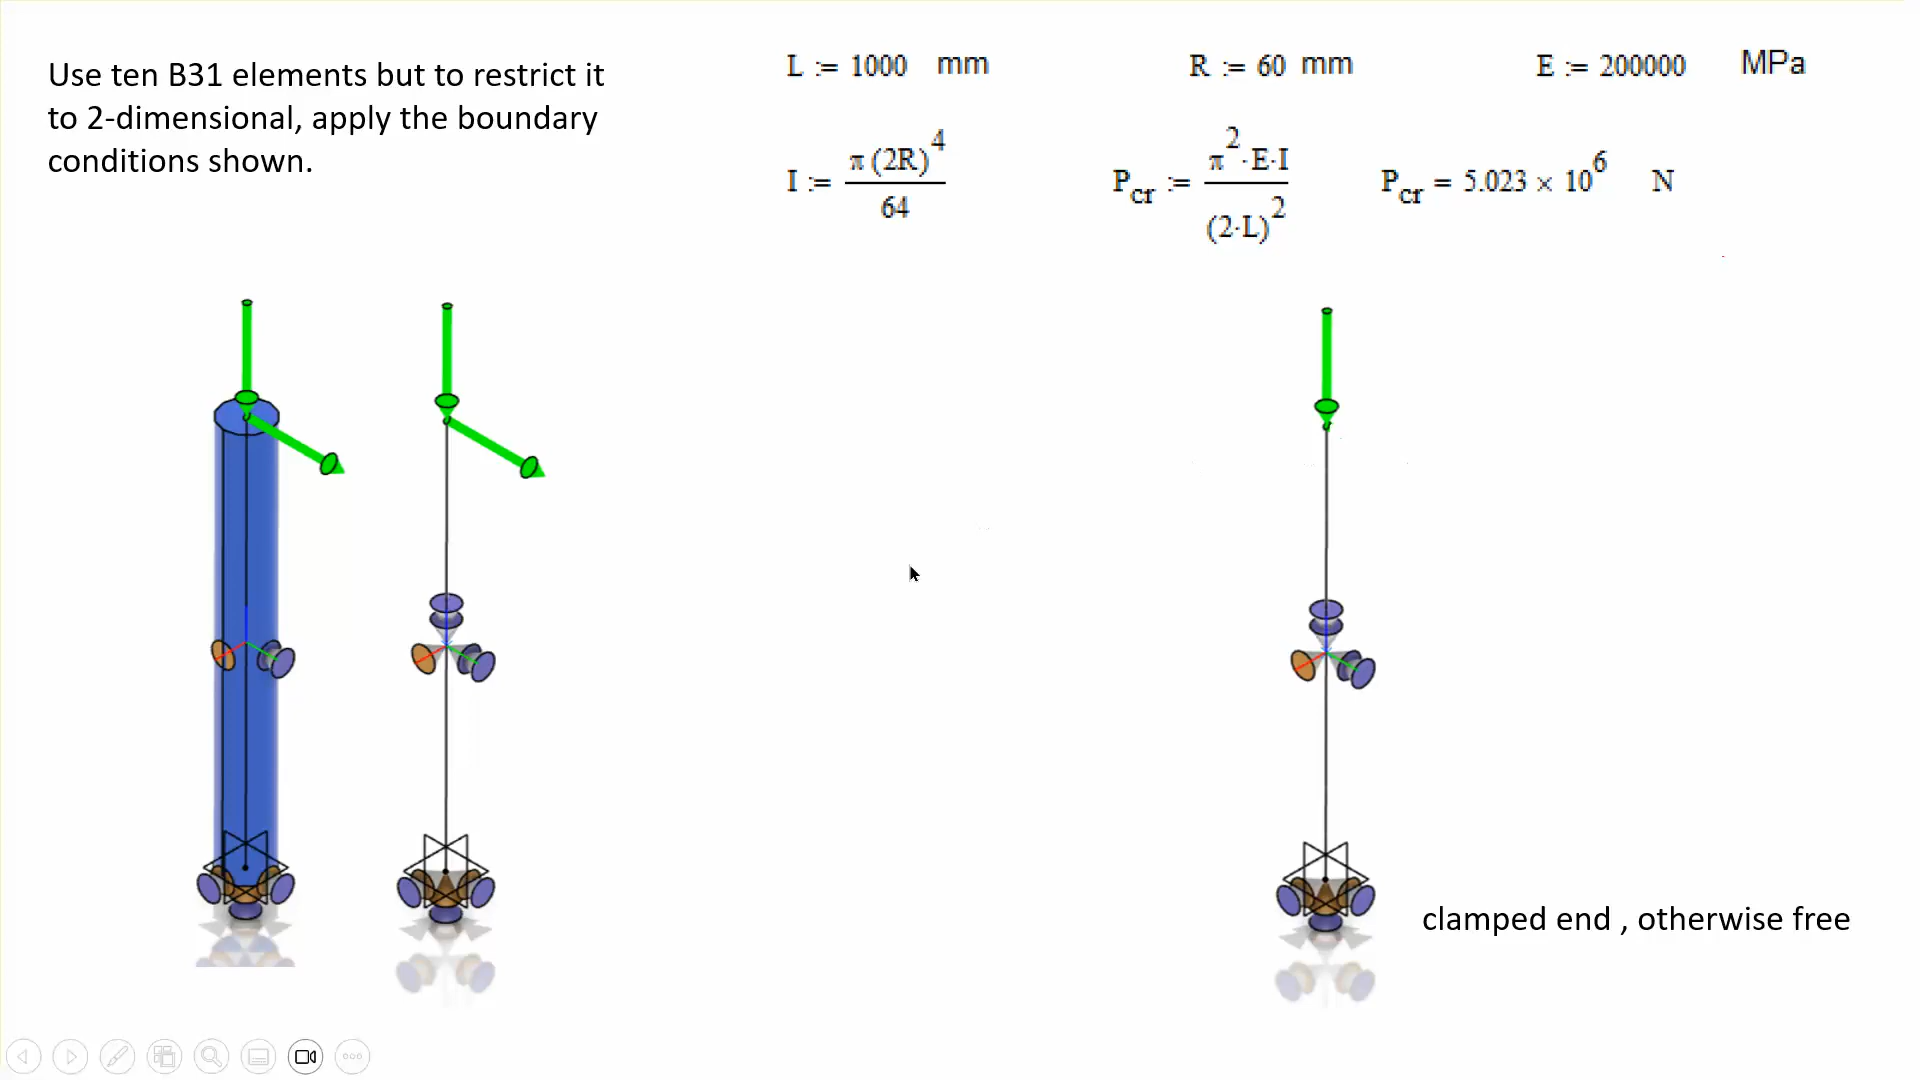 Use ten B31 elements but to restrict it
to 2-dimensional, apply the boundary
conditions shown.
L := 1000 mm
R := 60 mm
E := 200000 MPa
I := π (2R)^4 / 64
P_cr := π^2·E·I / (2·L)^2
P_cr = 5.023 × 10^6 N
clamped end , otherwise free